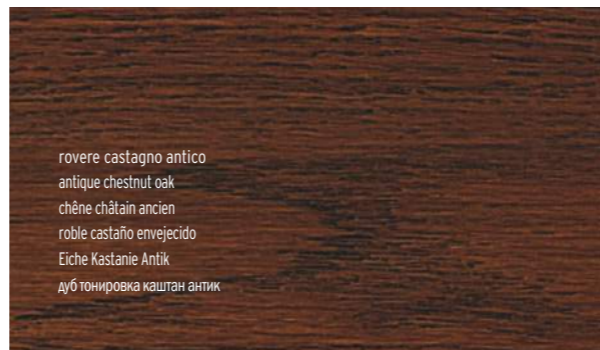 rovere castagno antico
antique chestnut oak
chêne châtain ancien
roble castaño envejecido
Eiche Kastanie Antik
дуб тонировка каштан антик